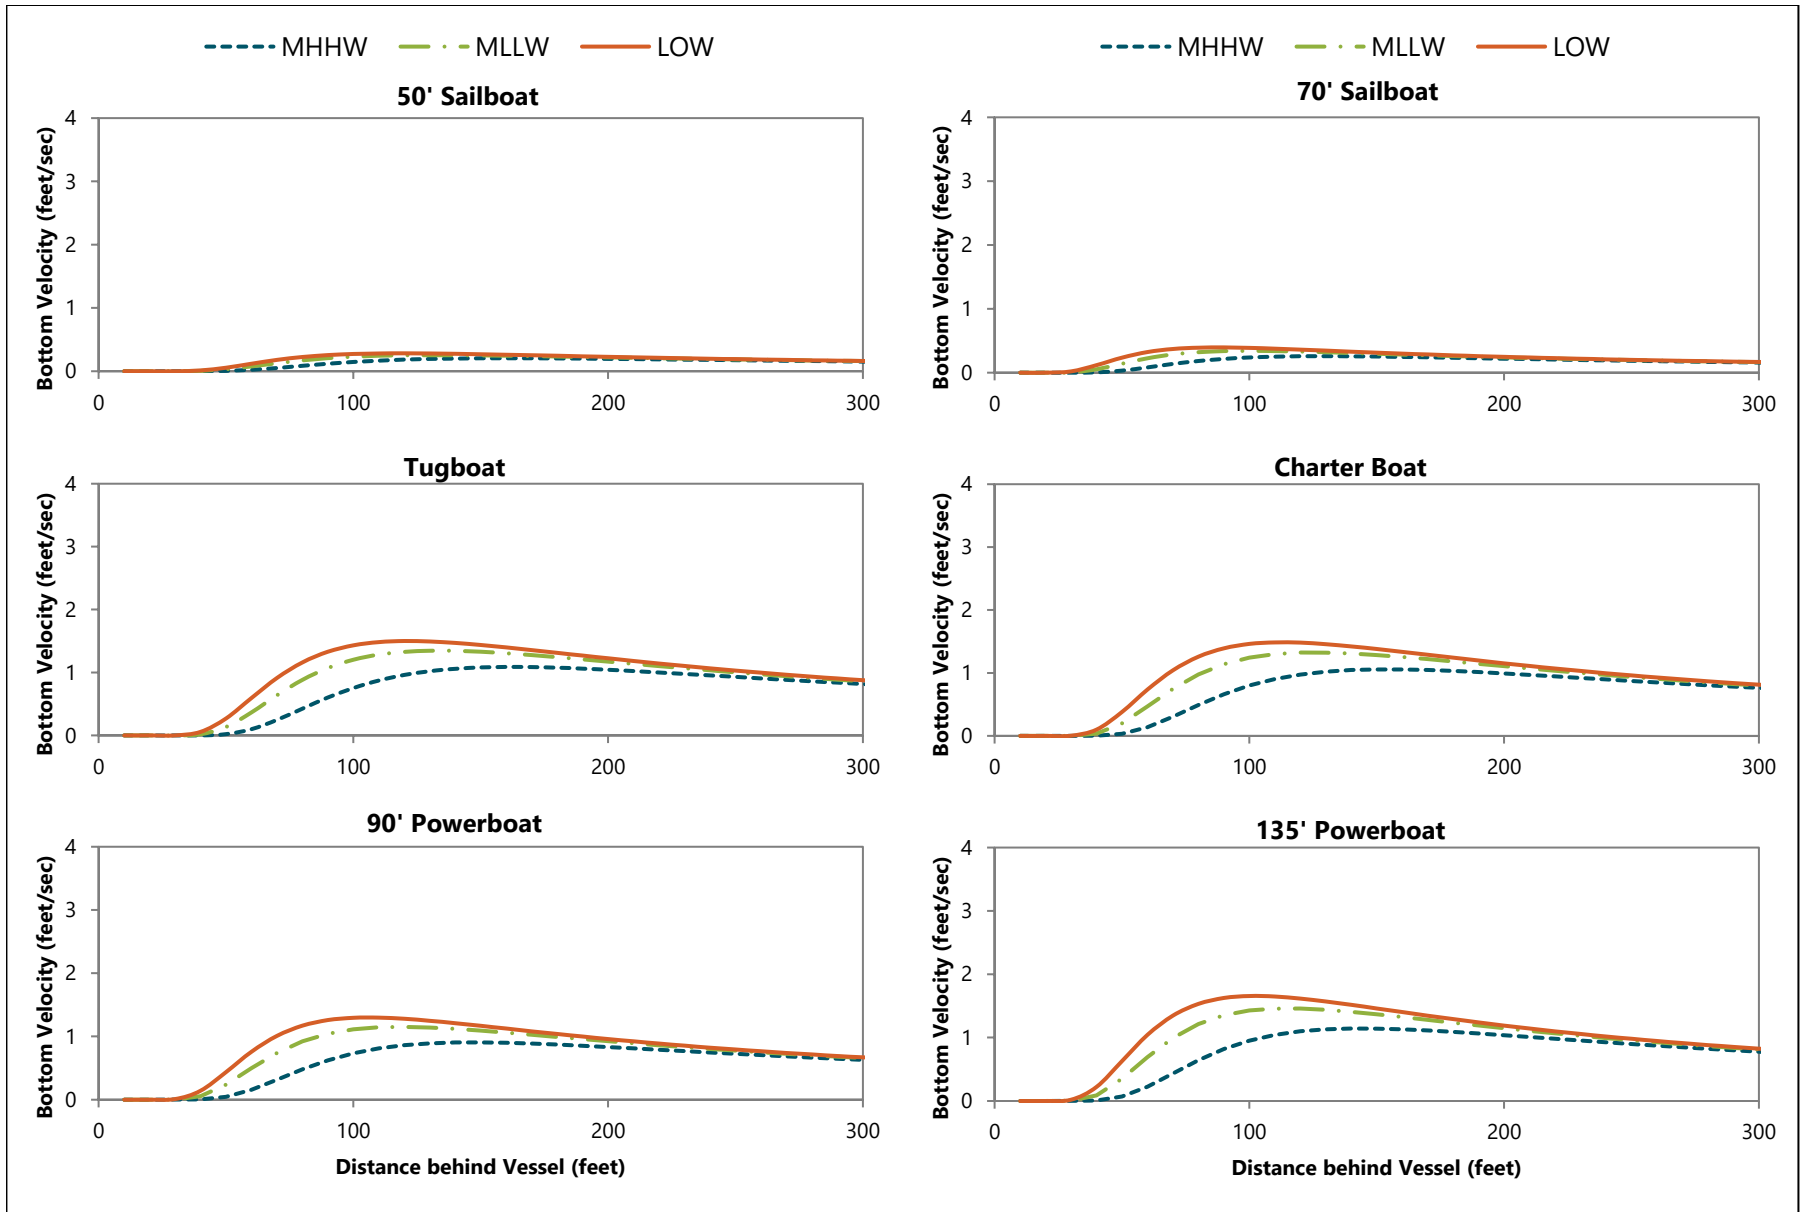 MHHW MLLW LOW
MHHW MLLW LOW
50' Sailboat
Bottom Velocity (feet/sec)
4
3
2
1
0
0 100 200 300
70' Sailboat
Bottom Velocity (feet/sec)
4
3
2
1
0
0 100 200 300
Tugboat
Bottom Velocity (feet/sec)
4
3
2
1
0
0 100 200 300
Charter Boat
Bottom Velocity (feet/sec)
4
3
2
1
0
0 100 200 300
90' Powerboat
Bottom Velocity (feet/sec)
4
3
2
1
0
0 100 200 300
Distance behind Vessel (feet)
135' Powerboat
Bottom Velocity (feet/sec)
4
3
2
1
0
0 100 200 300
Distance behind Vessel (feet)